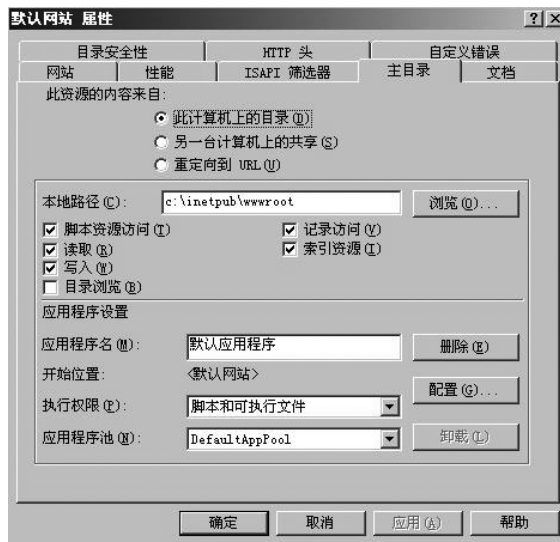 默认网站 属性
目录安全性 HTTP 头 自定义错误
网站 性能 ISAPI 筛选器 主目录 文档
此资源的内容来自:
此计算机上的目录(D)
另一台计算机上的共享(S)
重定向到 URL(U)
本地路径(C): c:\inetpub\wwwroot 浏览(O)...
脚本资源访问(T) 记录访问(V)
读取(R) 索引资源(I)
写入(W)
目录浏览(B)
应用程序设置
应用程序名(M): 默认应用程序 删除(E)
开始位置: <默认网站>
配置(G)...
执行权限(P): 脚本和可执行文件
应用程序池(N): DefaultAppPool 卸载(L)
确定 取消 应用(A) 帮助